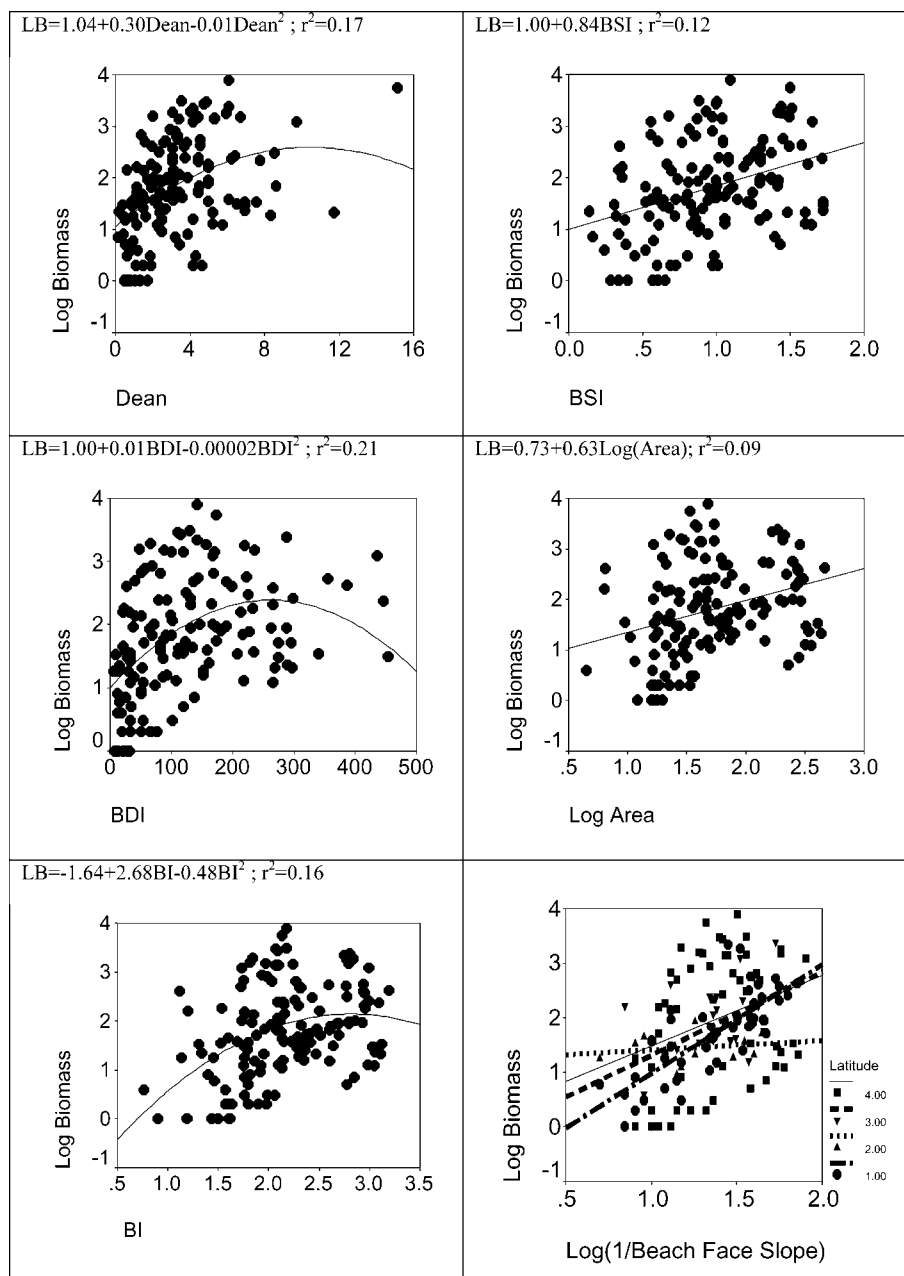 LB=1.04+0.30Dean-0.01Dean² ; r²=0.17
4
3
2
1
0
-1
Log Biomass
0 4 8 12 16
Dean
LB=1.00+0.84BSI ; r²=0.12
4
3
2
1
0
-1
Log Biomass
0.0 .5 1.0 1.5 2.0
BSI
LB=1.00+0.01BDI-0.00002BDI² ; r²=0.21
4
3
2
1
0
Log Biomass
0 100 200 300 400 500
BDI
LB=0.73+0.63Log(Area); r²=0.09
4
3
2
1
0
-1
Log Biomass
.5 1.0 1.5 2.0 2.5 3.0
Log Area
LB=-1.64+2.68BI-0.48BI² ; r²=0.16
4
3
2
1
0
-1
Log Biomass
.5 1.0 1.5 2.0 2.5 3.0 3.5
BI
4
3
2
1
0
-1
Log Biomass
.5 1.0 1.5 2.0
Log(1/Beach Face Slope)
Latitude
4.00
3.00
2.00
1.00